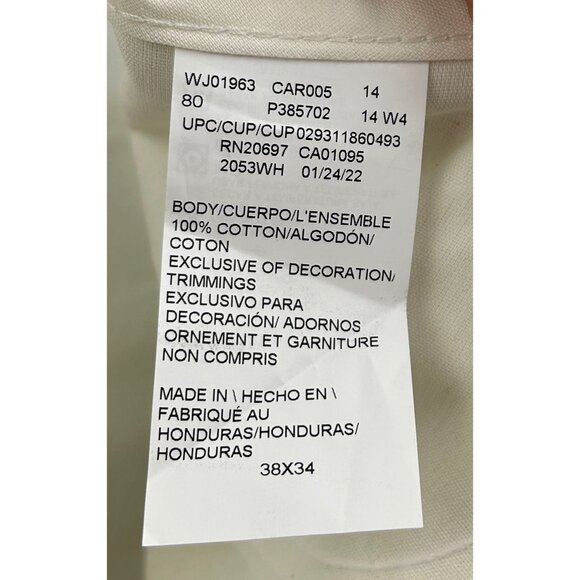 WJ01963 CAR005 14
80 P385702 14 W4
UPC/CUP/CUP029311860493
RN20697 CA01095
2053WH 01/24/22
BODY/CUERPO/L'ENSEMBLE
100% COTTON/ALGODÓN/
COTON
EXCLUSIVE OF DECORATION/
TRIMMINGS
EXCLUSIVO PARA
DECORACIÓN/ ADORNOS
ORNEMENT ET GARNITURE
NON COMPRIS
MADE IN \ HECHO EN \
FABRIQUÉ AU
HONDURAS/HONDURAS/
HONDURAS
38X34